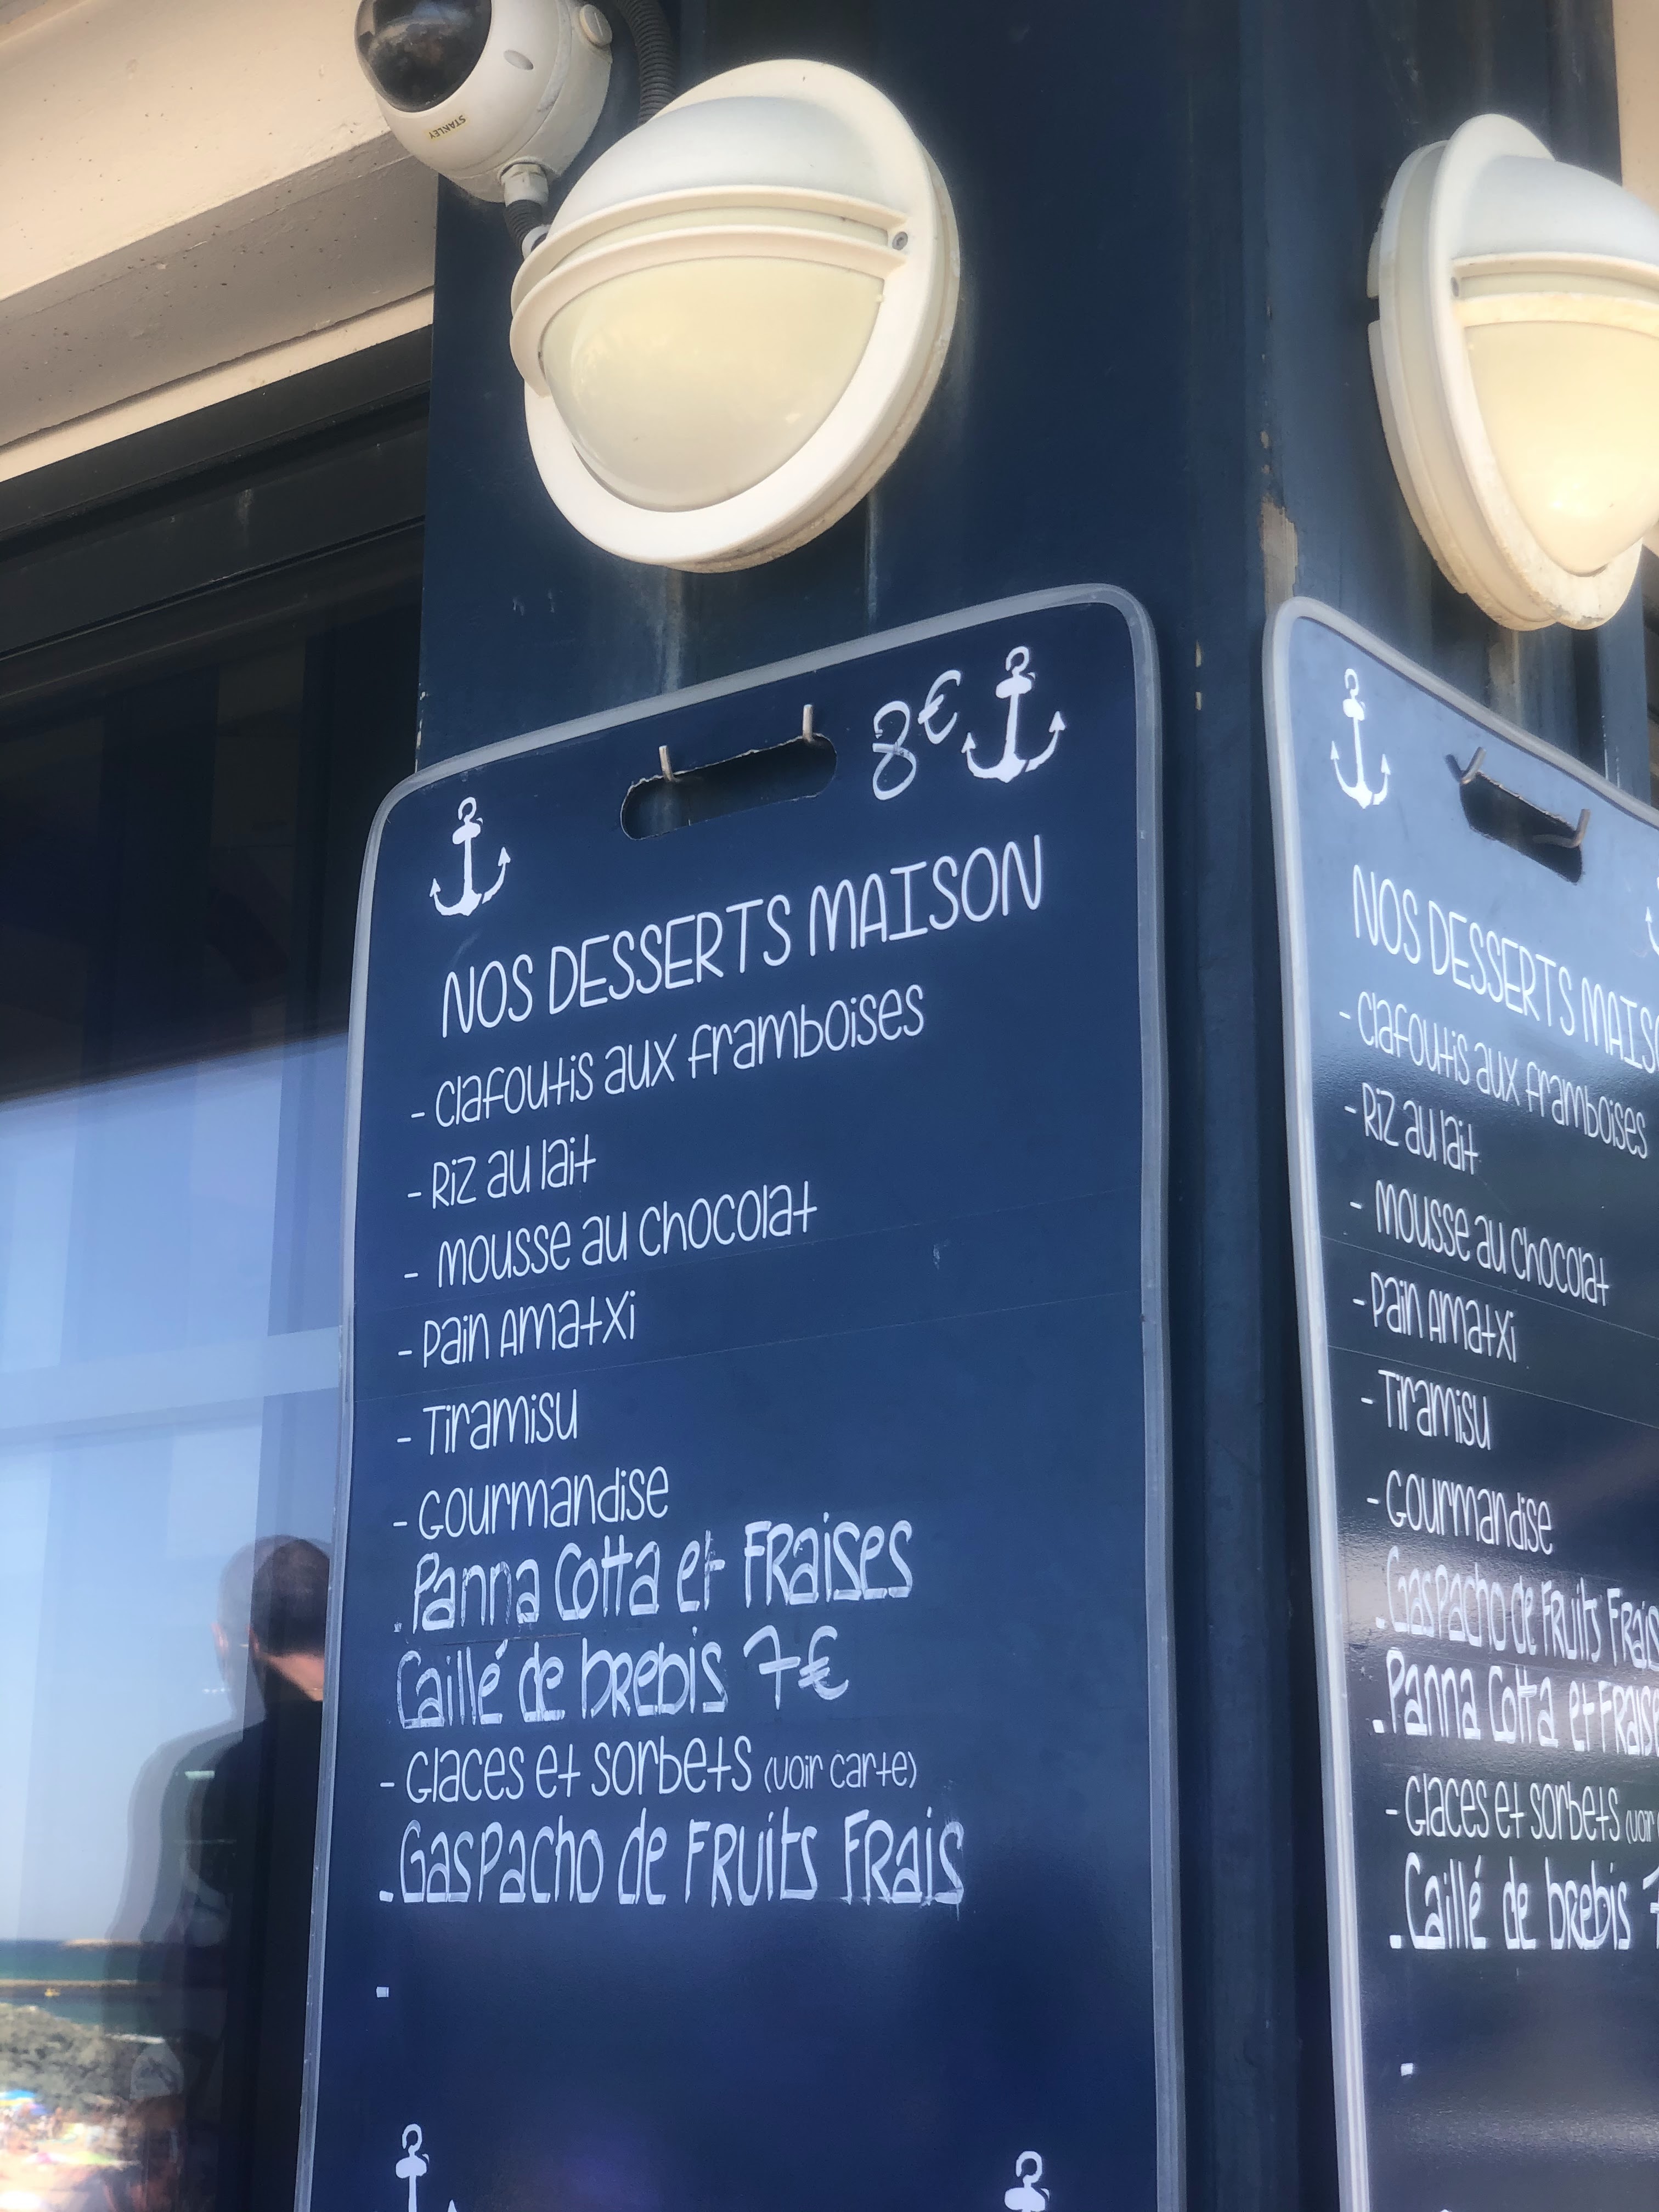 STANLEY
8€
NOS DESSERTS MAISON
- Clafoutis aux framboises
- Riz au lait
- Mousse au chocolat
- Pain Amatxi
- Tiramisu
- Gourmandise
. Panna Cotta et FRaises
Caillé de brebis 7€
- Glaces et sorbets (voir carte)
. Gaspacho de FRuits FRais
-
NOS DESSERTS
- Clafoutis aux framboises
- Riz au lait
- Mousse au chocolat
- Pain Amatxi
- Tiramisu
- Gourmandise
. Gaspacho de FRuits
. Panna Cotta et
- Glaces et sorbets
. Caillé de brebis
-